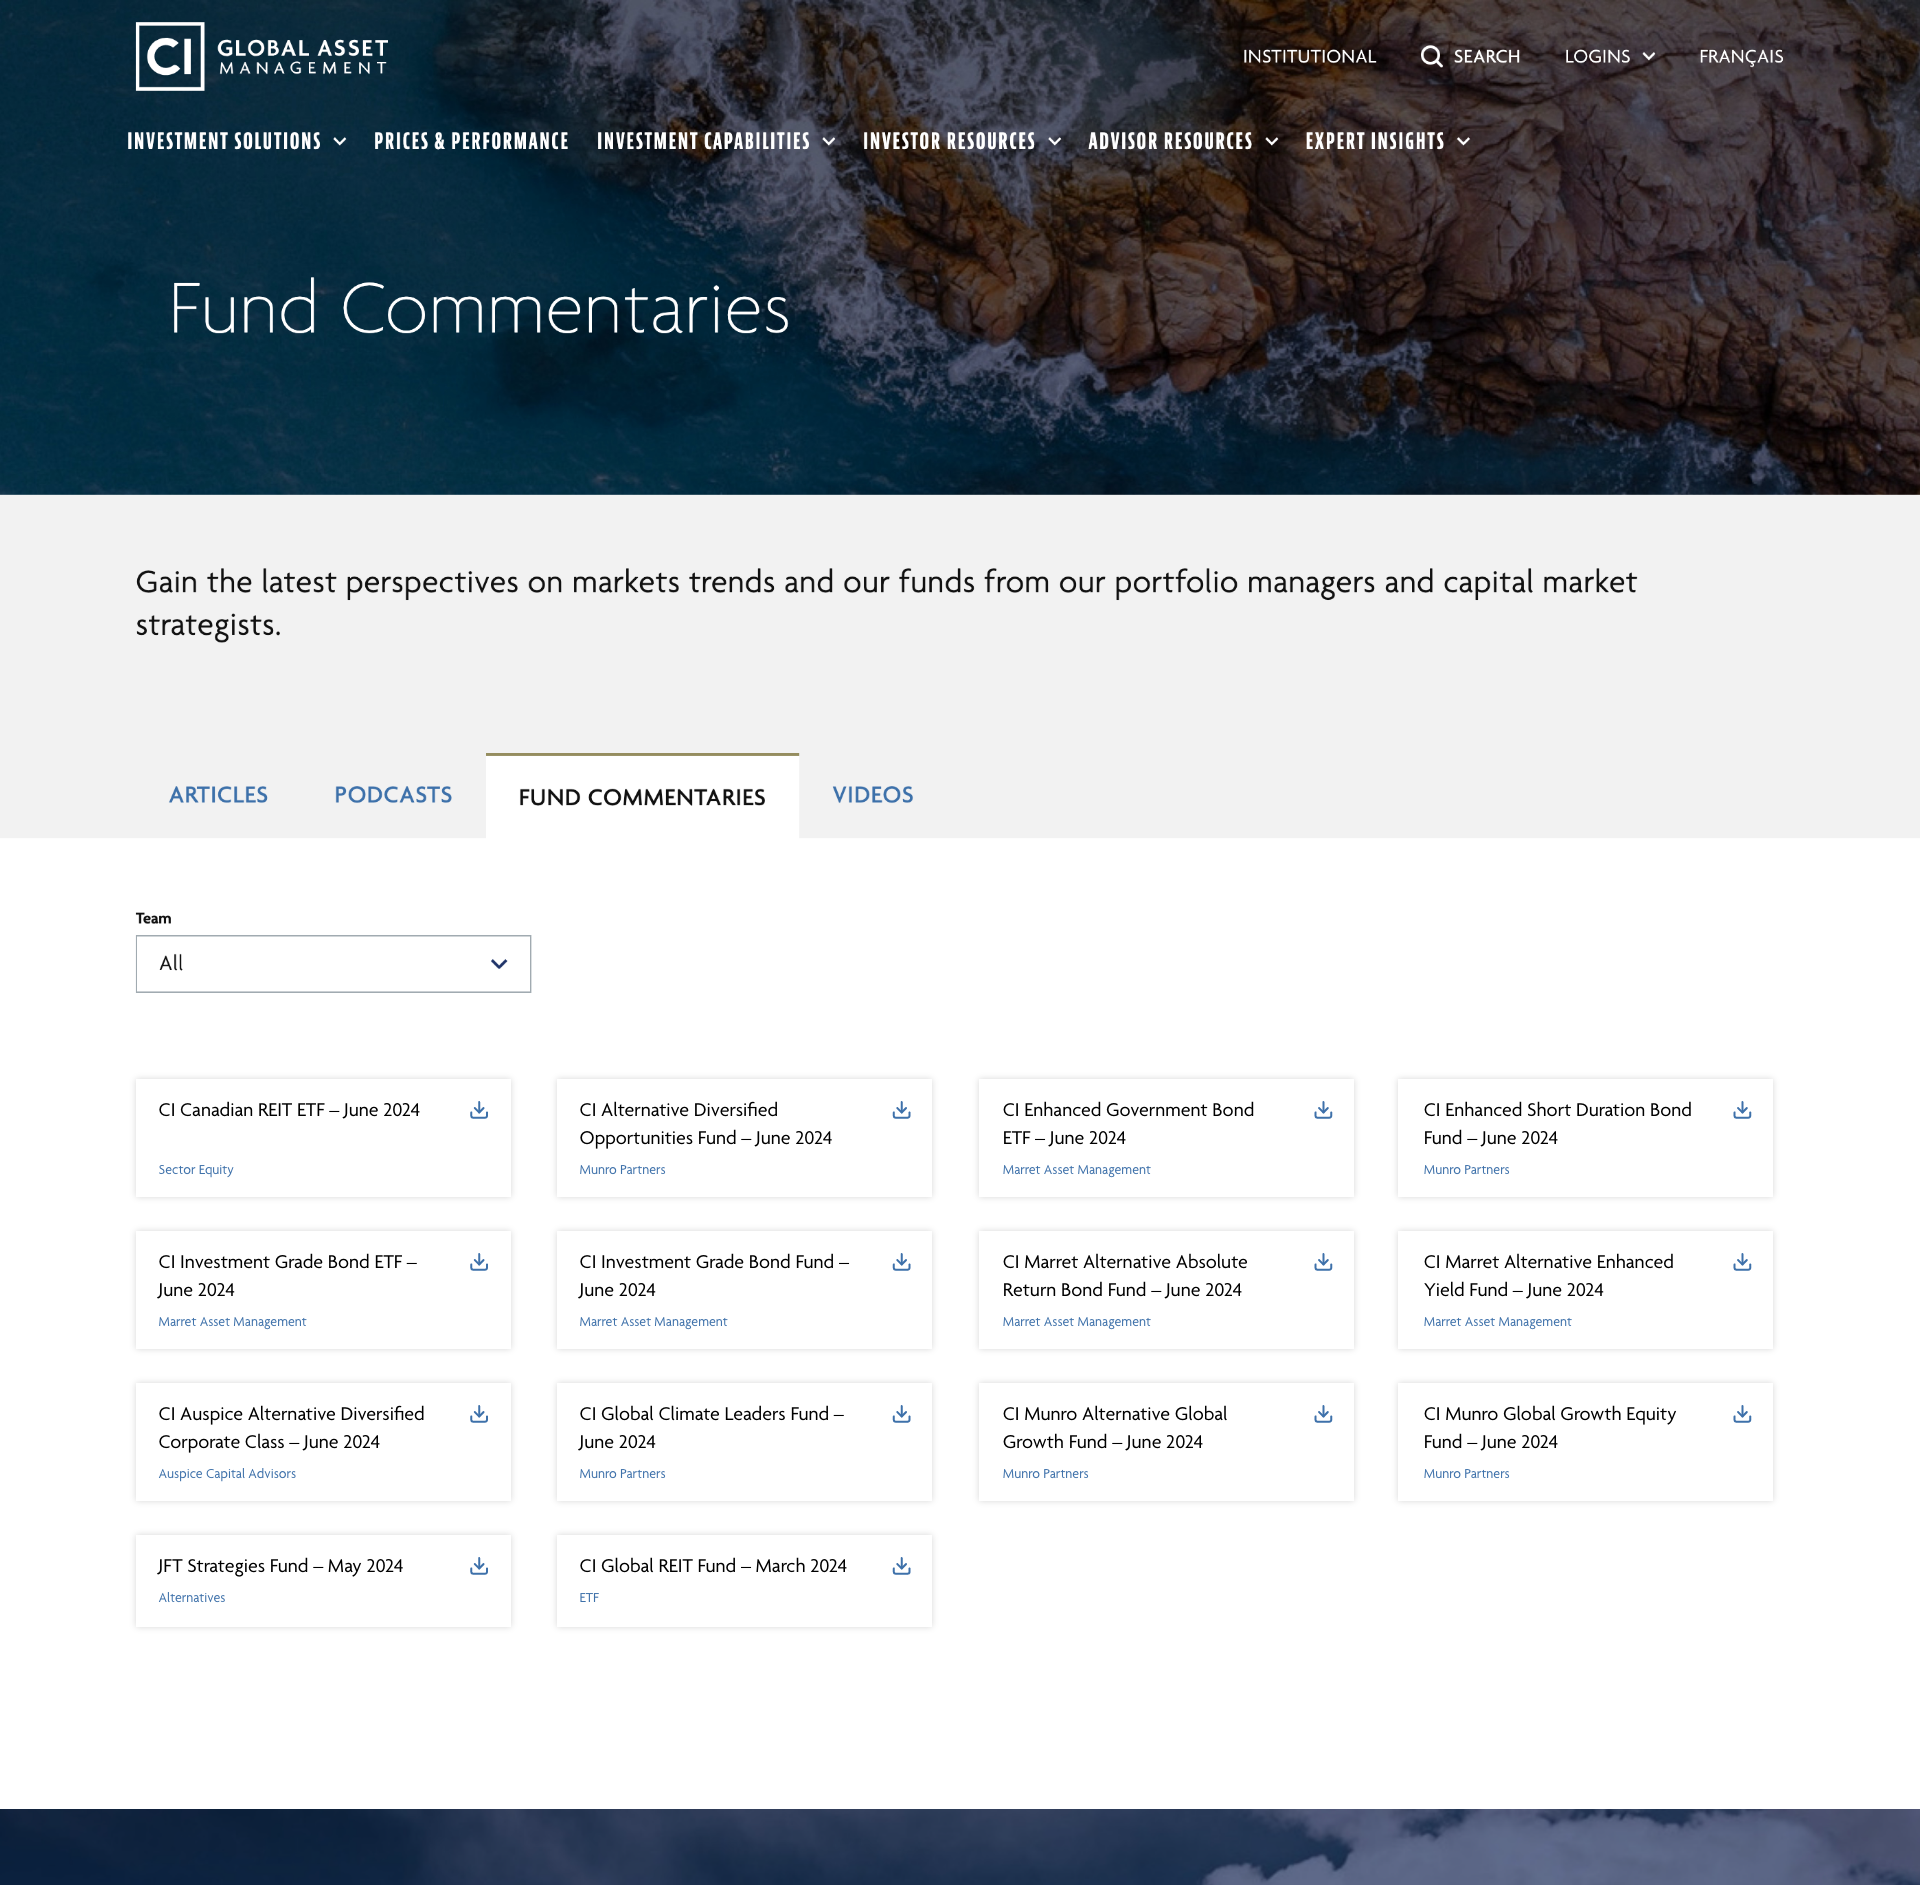 CI GLOBAL ASSET
MANAGEMENT
INSTITUTIONAL SEARCH LOGINS FRANÇAIS
INVESTMENT SOLUTIONS PRICES & PERFORMANCE INVESTMENT CAPABILITIES INVESTOR RESOURCES ADVISOR RESOURCES EXPERT INSIGHTS
Fund Commentaries
Gain the latest perspectives on markets trends and our funds from our portfolio managers and capital market
strategists.
ARTICLES PODCASTS FUND COMMENTARIES VIDEOS
Team
All
CI Canadian REIT ETF – June 2024
Sector Equity
CI Alternative Diversified
Opportunities Fund – June 2024
Munro Partners
CI Enhanced Government Bond
ETF – June 2024
Marret Asset Management
CI Enhanced Short Duration Bond
Fund – June 2024
Munro Partners
CI Investment Grade Bond ETF –
June 2024
Marret Asset Management
CI Investment Grade Bond Fund –
June 2024
Marret Asset Management
CI Marret Alternative Absolute
Return Bond Fund – June 2024
Marret Asset Management
CI Marret Alternative Enhanced
Yield Fund – June 2024
Marret Asset Management
CI Auspice Alternative Diversified
Corporate Class – June 2024
Auspice Capital Advisors
CI Global Climate Leaders Fund –
June 2024
Munro Partners
CI Munro Alternative Global
Growth Fund – June 2024
Munro Partners
CI Munro Global Growth Equity
Fund – June 2024
Munro Partners
JFT Strategies Fund – May 2024
Alternatives
CI Global REIT Fund – March 2024
ETF